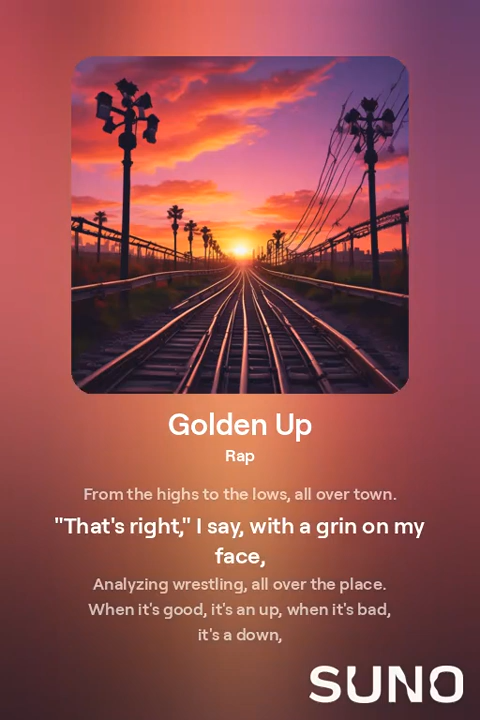 Golden Up
Rap
From the highs to the lows, all over town.
"That's right," I say, with a grin on my
face,
Analyzing wrestling, all over the place.
When it's good, it's an up, when it's bad,
it's a down,
SUNO